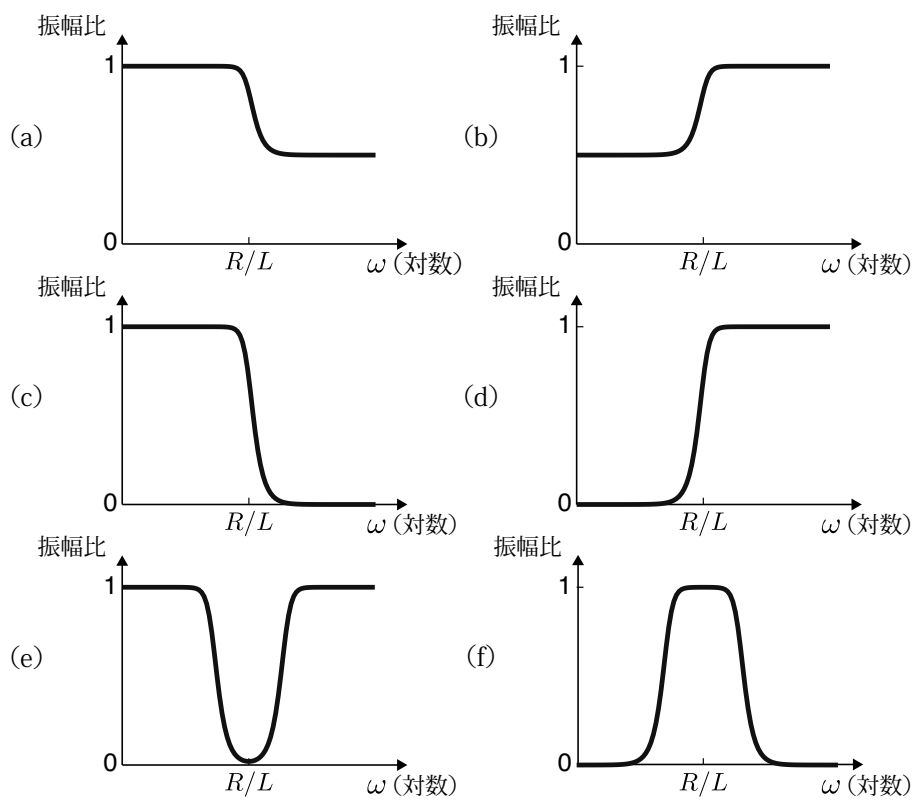 振幅比
1
(a)
0
R/L
ω (対数)
振幅比
1
(b)
0
R/L
ω (対数)
振幅比
1
(c)
0
R/L
ω (対数)
振幅比
1
(d)
0
R/L
ω (対数)
振幅比
1
(e)
0
R/L
ω (対数)
振幅比
1
(f)
0
R/L
ω (対数)